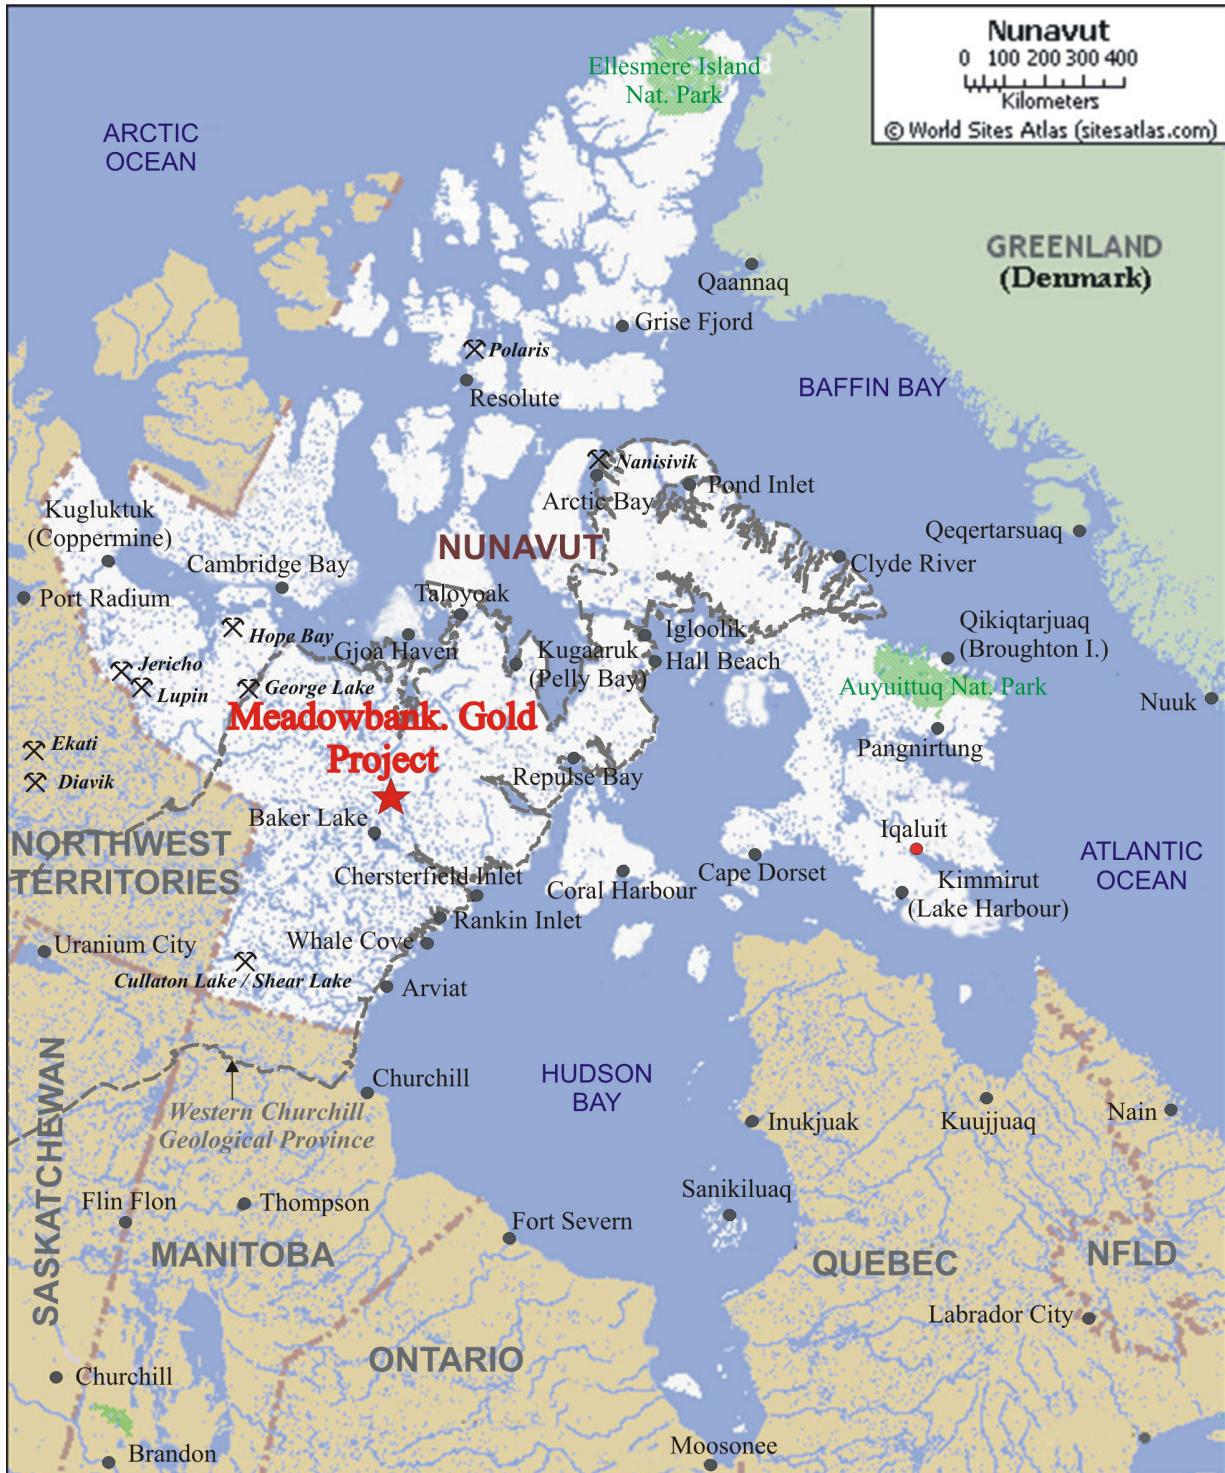 Nunavut
0 100 200 300 400
Kilometers
© World Sites Atlas (sitesatlas.com)
Ellesmere Island
Nat. Park
ARCTIC
OCEAN
GREENLAND
(Denmark)
Qaannaq
Grise Fjord
Polaris
Resolute
BAFFIN BAY
Nanisivik
Arctic Bay
Pond Inlet
Kugluktuk
(Coppermine)
Qeqertarsuaq
NUNAVUT
Cambridge Bay
Clyde River
Port Radium
Taloyoak
Hope Bay
Gjoa Haven
Igloolik
Qikiqtarjuaq
(Broughton I.)
Kugaaruk
(Pelly Bay)
Hall Beach
Jericho
Lupin
George Lake
Auyuittuq Nat. Park
Nuuk
Meadowbank. Gold
Project
Ekati
Diavik
Repulse Bay
Pangnirtung
Baker Lake
Iqaluit
NORTHWEST
TERRITORIES
Chersterfield Inlet
Coral Harbour
Cape Dorset
Kimmirut
(Lake Harbour)
ATLANTIC
OCEAN
Rankin Inlet
Uranium City
Whale Cove
Cullaton Lake / Shear Lake
Arviat
HUDSON
BAY
Churchill
Western Churchill
Geological Province
Inukjuak
Kuujjuaq
Nain
SASKATCHEWAN
Flin Flon
Thompson
Sanikiluaq
Fort Severn
MANITOBA
QUEBEC
NFLD
Labrador City
ONTARIO
Churchill
Brandon
Moosonee